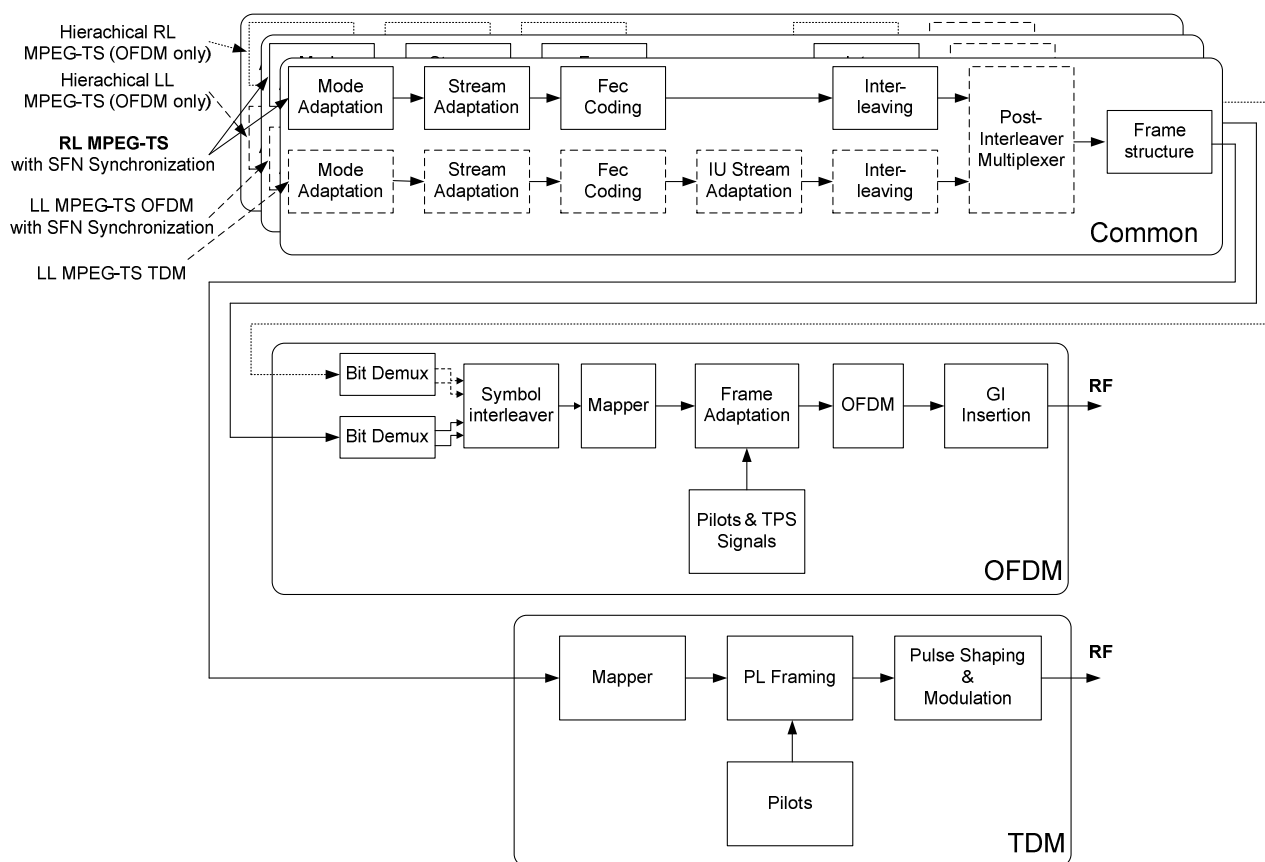 Hierarchical RL
MPEG-TS (OFDM only)
Hierachical LL
MPEG-TS (OFDM only)
RL MPEG-TS
with SFN Synchronization
LL MPEG-TS OFDM
with SFN Synchronization
LL MPEG-TS TDM
Mode
Adaptation
Stream
Adaptation
Fec
Coding
Inter-
leaving
Post-
Interleaver
Multiplexer
Frame
structure
Mode
Adaptation
Stream
Adaptation
Fec
Coding
IU Stream
Adaptation
Inter-
leaving
Common
Bit Demux
Bit Demux
Symbol
interleaver
Mapper
Frame
Adaptation
OFDM
GI
Insertion
RF
Pilots & TPS
Signals
OFDM
Mapper
PL Framing
Pulse Shaping
&
Modulation
RF
Pilots
TDM